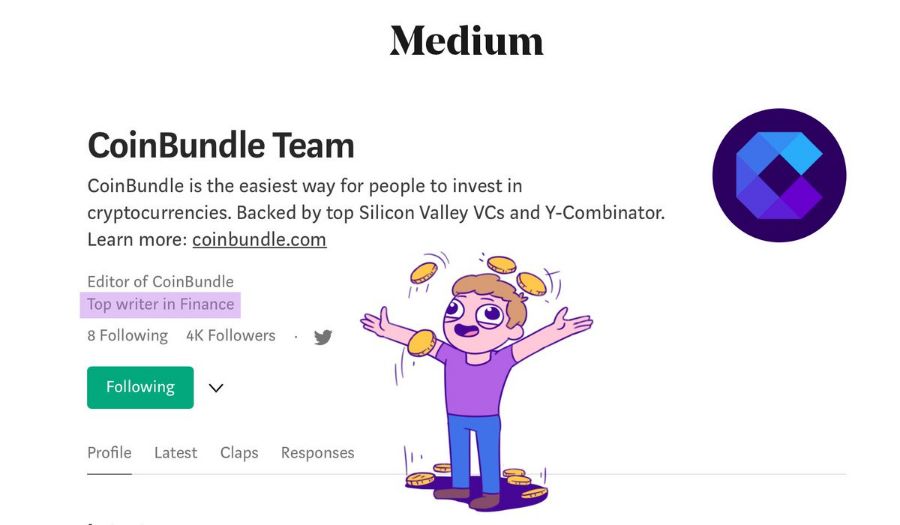 Medium
CoinBundle Team
CoinBundle is the easiest way for people to invest in
cryptocurrencies. Backed by top Silicon Valley VCs and Y-Combinator.
Learn more: coinbundle.com
Editor of CoinBundle
Top writer in Finance
8 Following 4K Followers ·
Following
Profile Latest Claps Responses